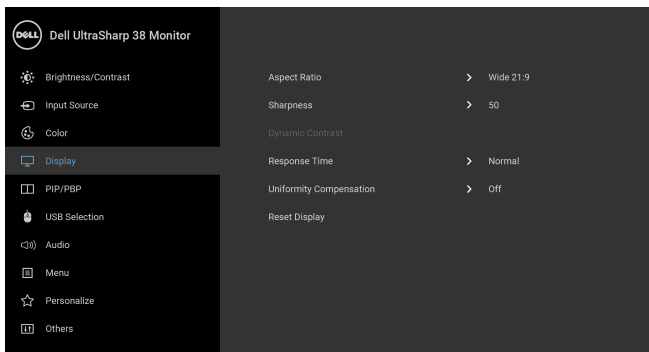 DELL Dell UltraSharp 38 Monitor
Brightness/Contrast
Aspect Ratio Wide 21:9
Input Source
Sharpness 50
Color
Dynamic Contrast
Display
Response Time Normal
PIP/PBP
Uniformity Compensation Off
USB Selection
Reset Display
Audio
Menu
Personalize
Others